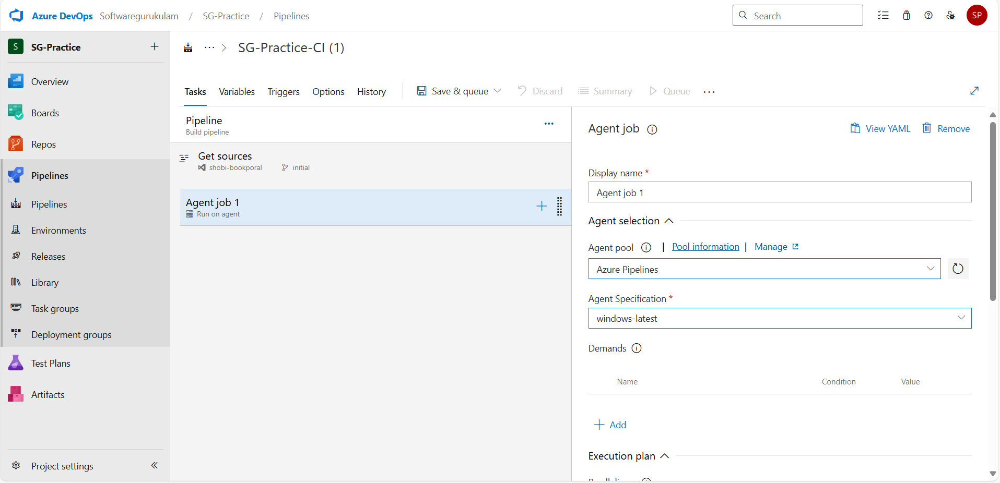 Azure DevOps Softwaregurukulam / SG-Practice / Pipelines
Search
SP
S SG-Practice
Overview
Boards
Repos
Pipelines
Pipelines
Environments
Releases
Library
Task groups
Deployment groups
Test Plans
Artifacts
Project settings
SG-Practice-CI (1)
Tasks Variables Triggers Options History Save & queue Discard Summary Queue
Pipeline
Build pipeline
Get sources
shobi-bookporal initial
Agent job 1
Run on agent
Agent job View YAML Remove
Display name *
Agent job 1
Agent selection
Agent pool | Pool information | Manage
Azure Pipelines
Agent Specification *
windows-latest
Demands
Name Condition Value
Add
Execution plan